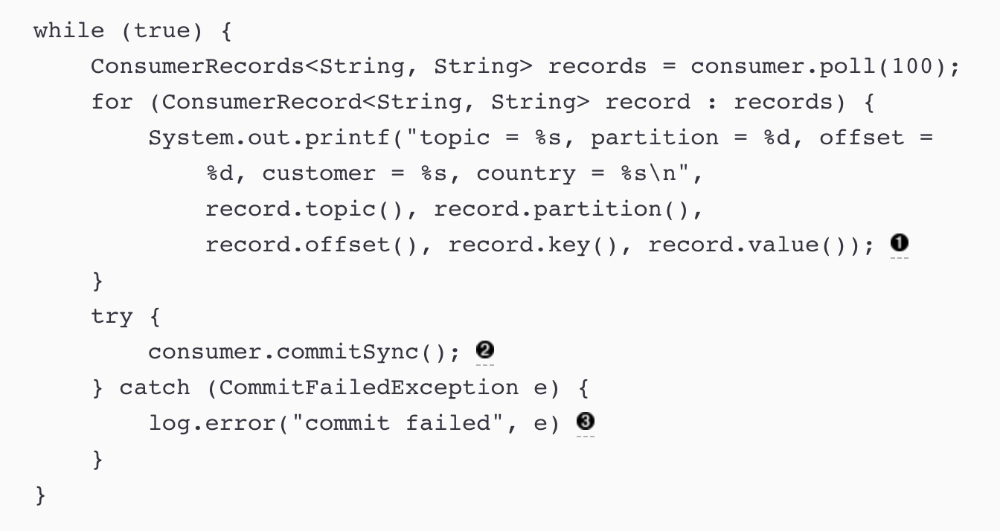 while (true) {
ConsumerRecords<String, String> records = consumer.poll(100);
for (ConsumerRecord<String, String> record : records) {
System.out.printf("topic = %s, partition = %d, offset =
%d, customer = %s, country = %s\n",
record.topic(), record.partition(),
record.offset(), record.key(), record.value()); ❶
}
try {
consumer.commitSync(); ❷
} catch (CommitFailedException e) {
log.error("commit failed", e) ❸
}
}